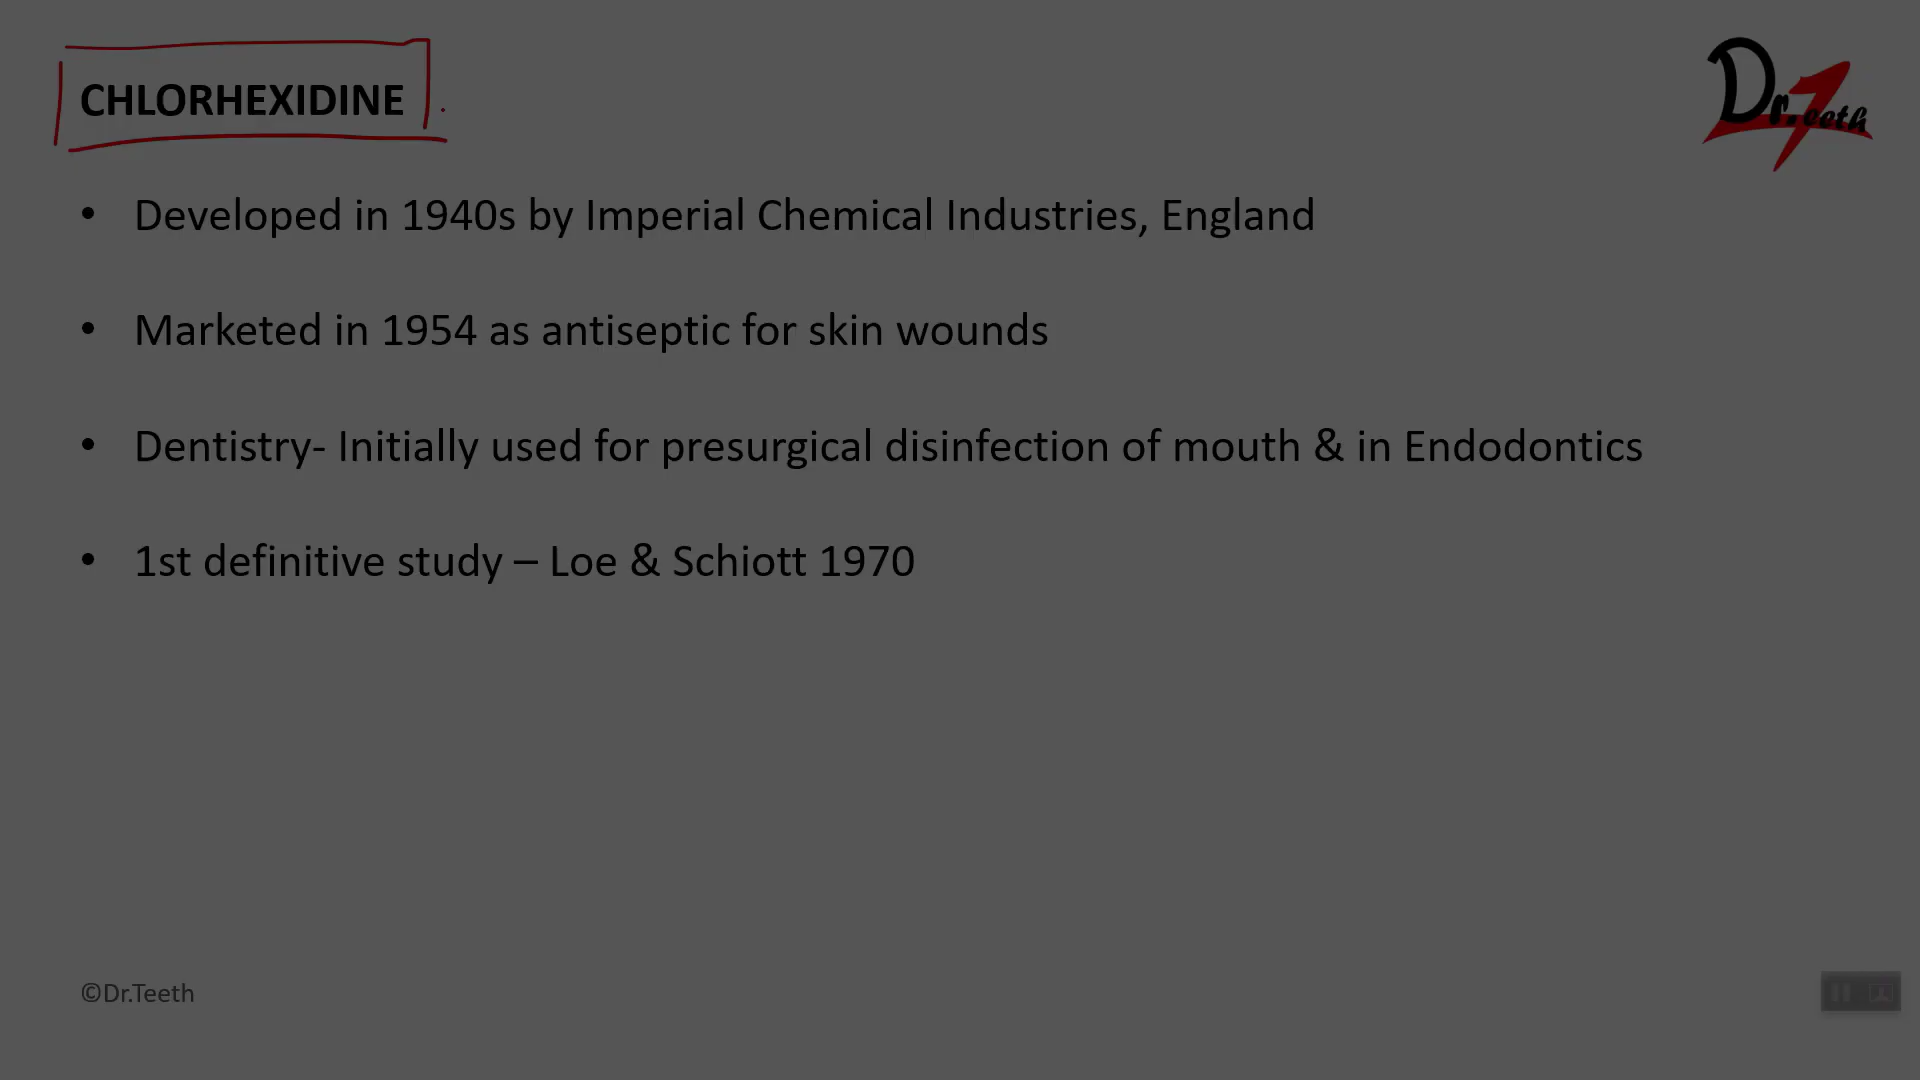 CHLORHEXIDINE
Dr.Teeth
• Developed in 1940s by Imperial Chemical Industries, England
• Marketed in 1954 as antiseptic for skin wounds
• Dentistry- Initially used for presurgical disinfection of mouth & in Endodontics
• 1st definitive study – Loe & Schiott 1970
©Dr.Teeth